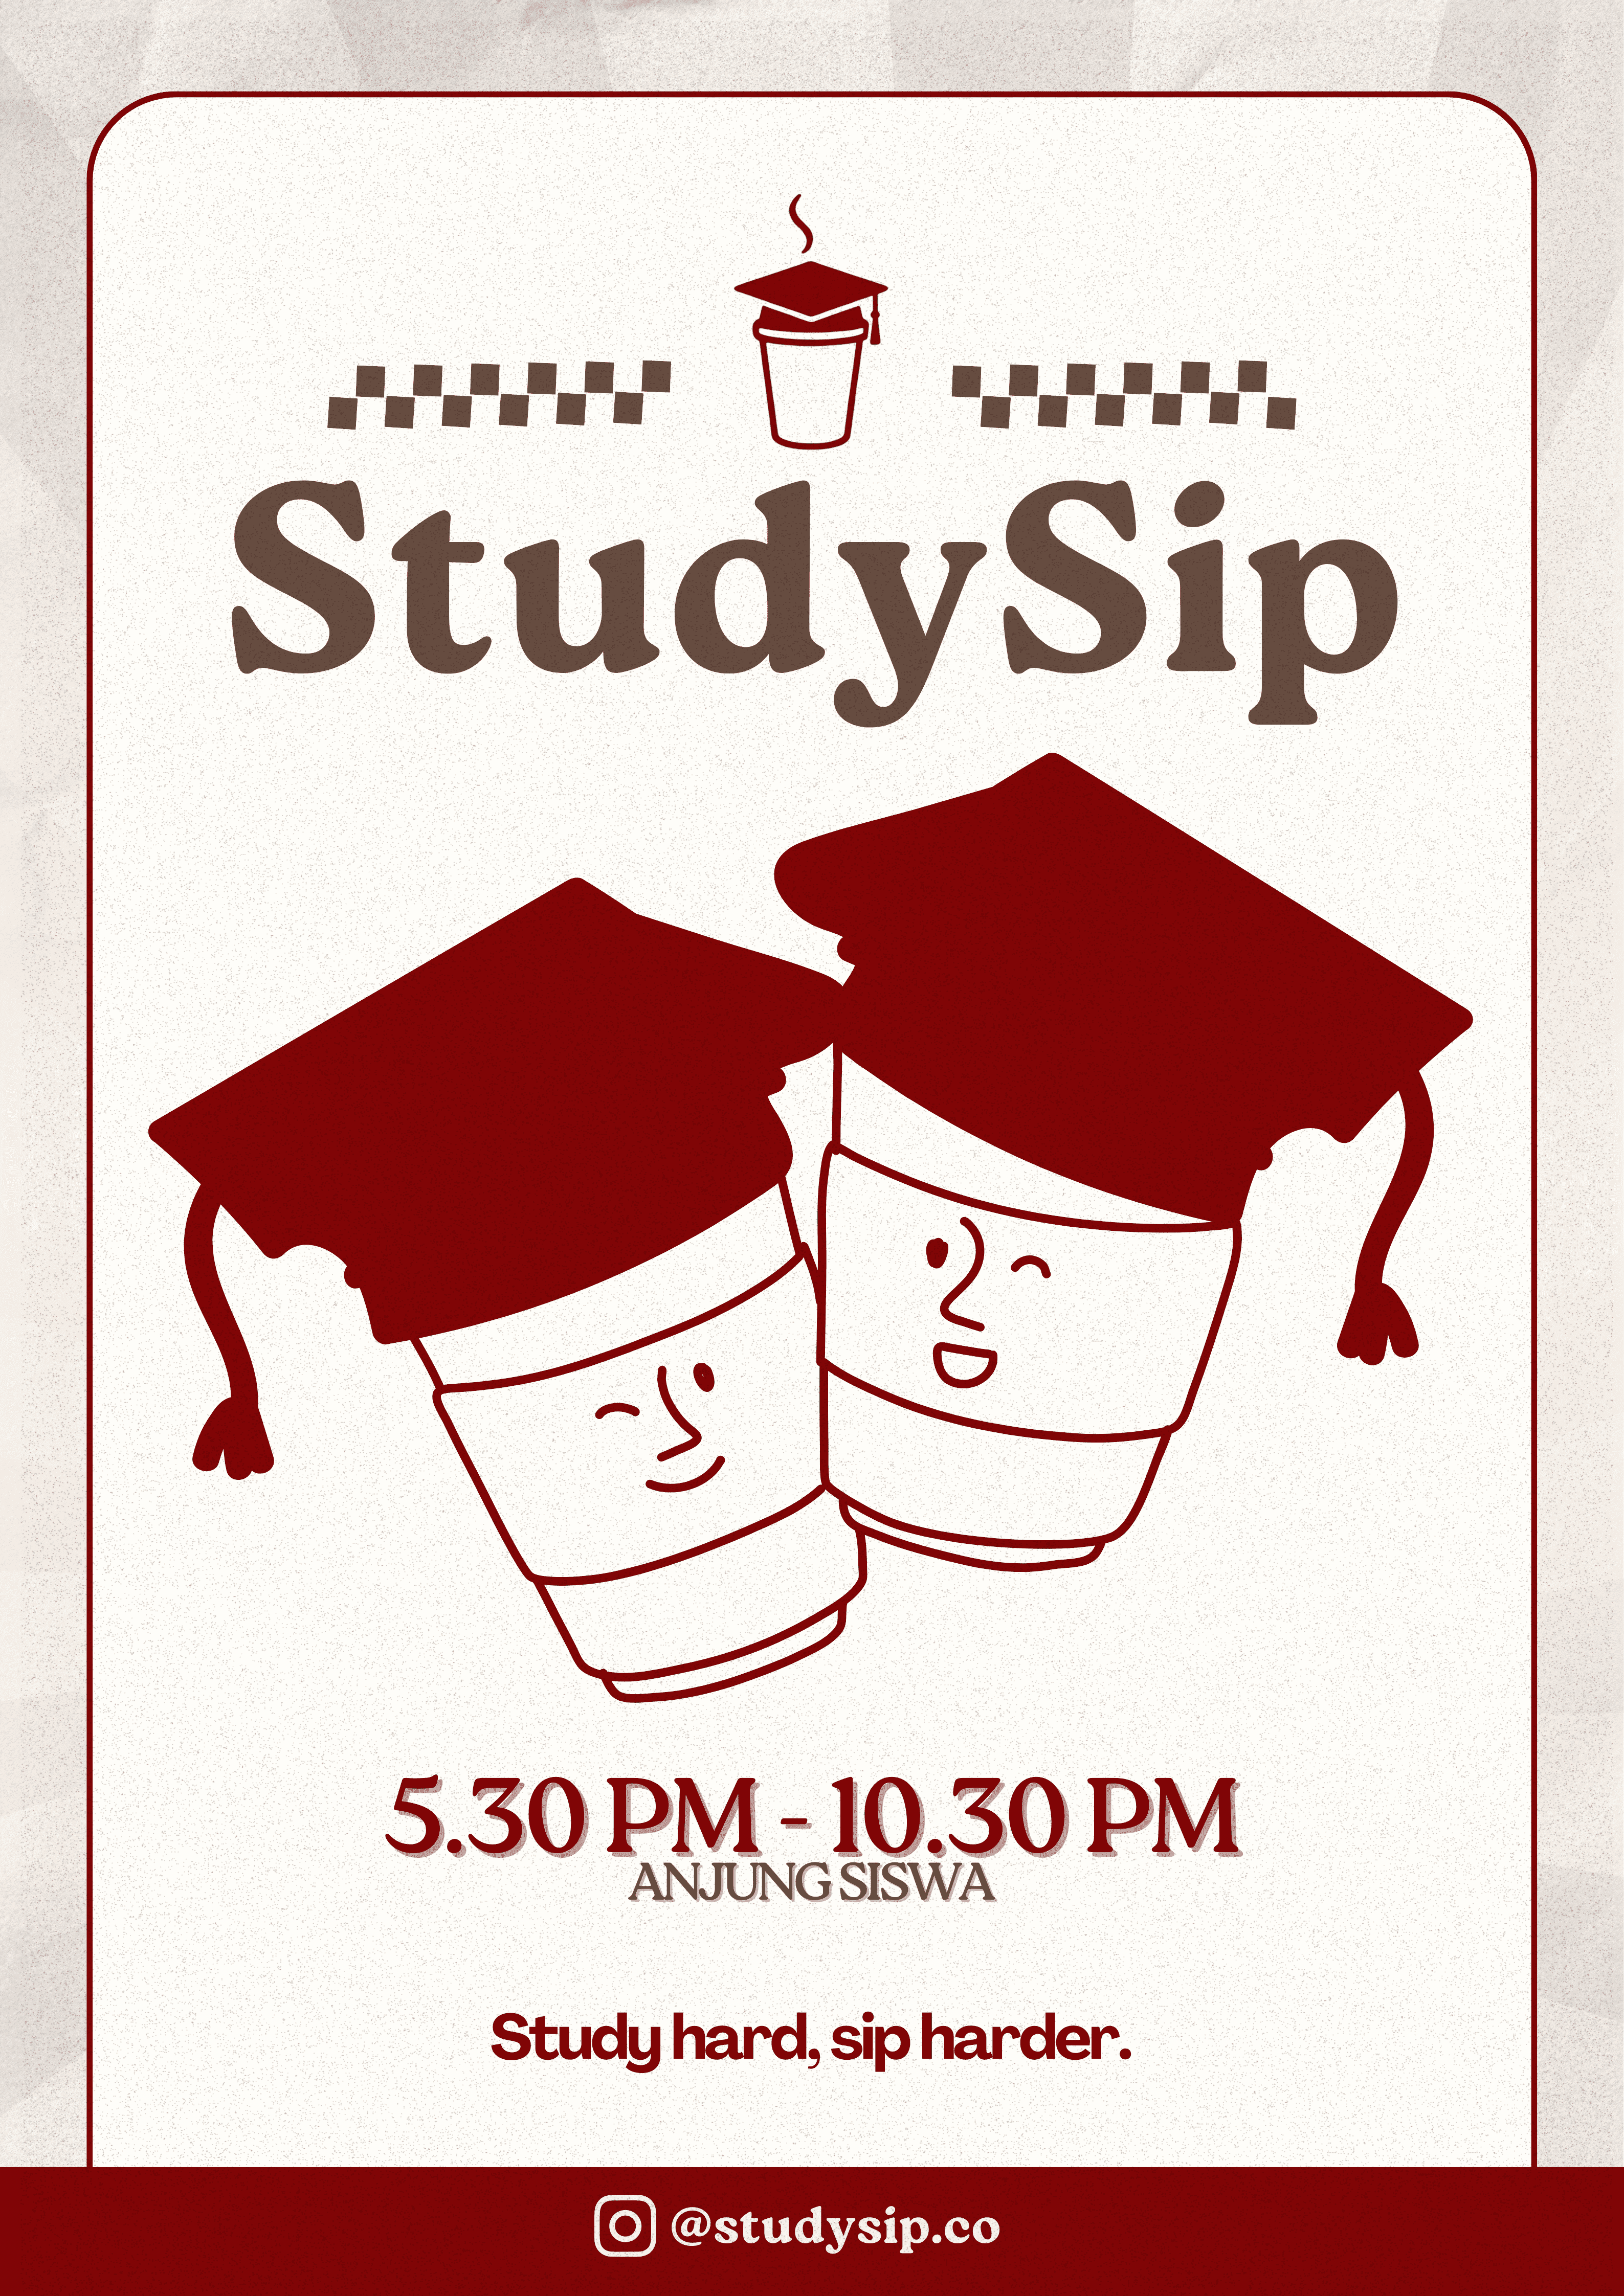 StudySip
5.30 PM - 10.30 PM
ANJUNG SISWA
Study hard, sip harder.
@studysip.co